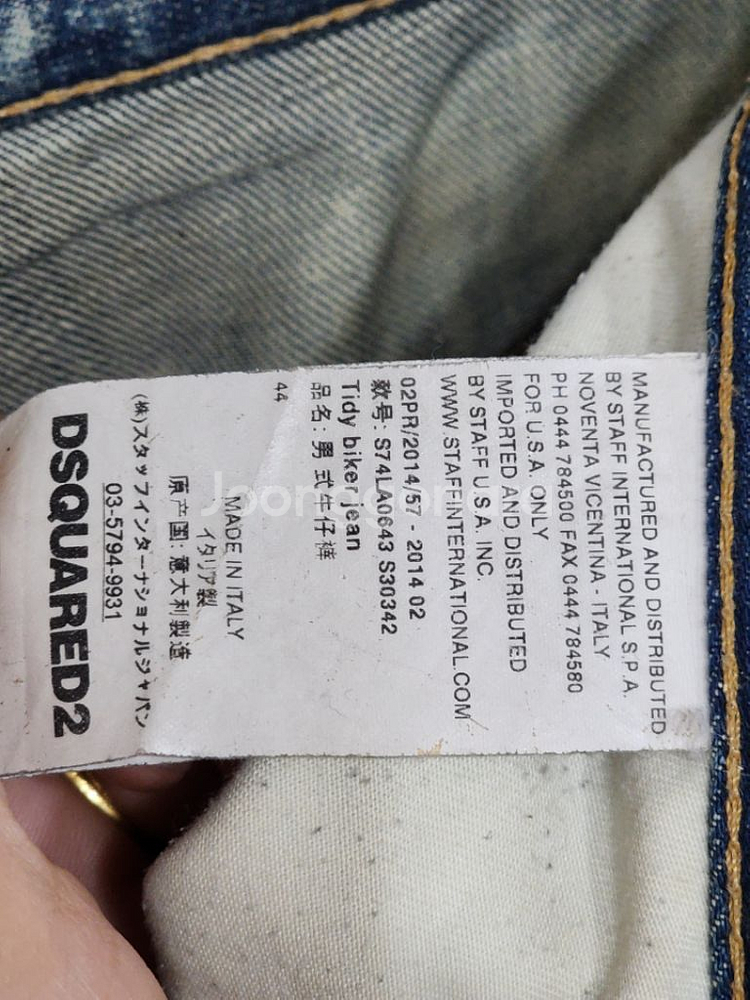 MANUFACTURED AND DISTRIBUTED
BY STAFF INTERNATIONAL S.P.A.
NOVENTA VICENTINA - ITALY
PH 0444 784500 FAX 0444 784580
FOR U.S.A. ONLY
IMPORTED AND DISTRIBUTED
BY STAFF U.S.A. INC.
WWW.STAFFINTERNATIONAL.COM
02PR/2014/57 - 2014 02
款号: S74LA0643 S30342
Tidy biker jean
品名: 男式牛仔裤
44
MADE IN ITALY
イタリア製
原产国: 意大利製造
(株)スタッフインターナショナルジャパン
03-5794-9931
DSQUARED2